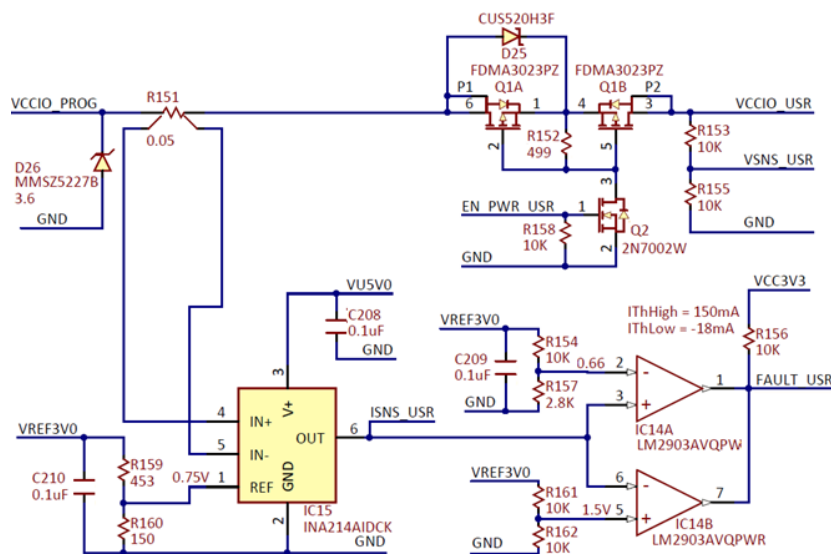 CUS520H3F
D25
FDMA3023PZ
FDMA3023PZ
P1
Q1A
Q1B
P2
VCCIO_PROG
R151
6
1
4
3
VCCIO_USR
0.05
2
R152
499
5
R153
10K
VSNS_USR
D26
MMSZ5227B
3.6
GND
3
R155
10K
EN_PWR_USR
1
R158
10K
Q2
2
2N7002W
GND
GND
VU5V0
VCC3V3
C208
0.1uF
GND
VREF3V0
IThHigh = 150mA
IThLow = -18mA
R156
10K
3
R154
10K
C209
0.1uF
0.66
2
-
1
FAULT_USR
R157
2.8K
3
+
GND
IC14A
LM2903AVQPW
V+
4
IN+
ISNS_USR
OUT
6
VREF3V0
5
IN-
R159
453
0.75V
1
REF
GND
C210
0.1uF
VREF3V0
6
-
R161
10K
7
1.5V
5
+
IC14B
LM2903AVQPWR
R160
150
2
IC15
INA214AIDCK
GND
R162
10K
GND